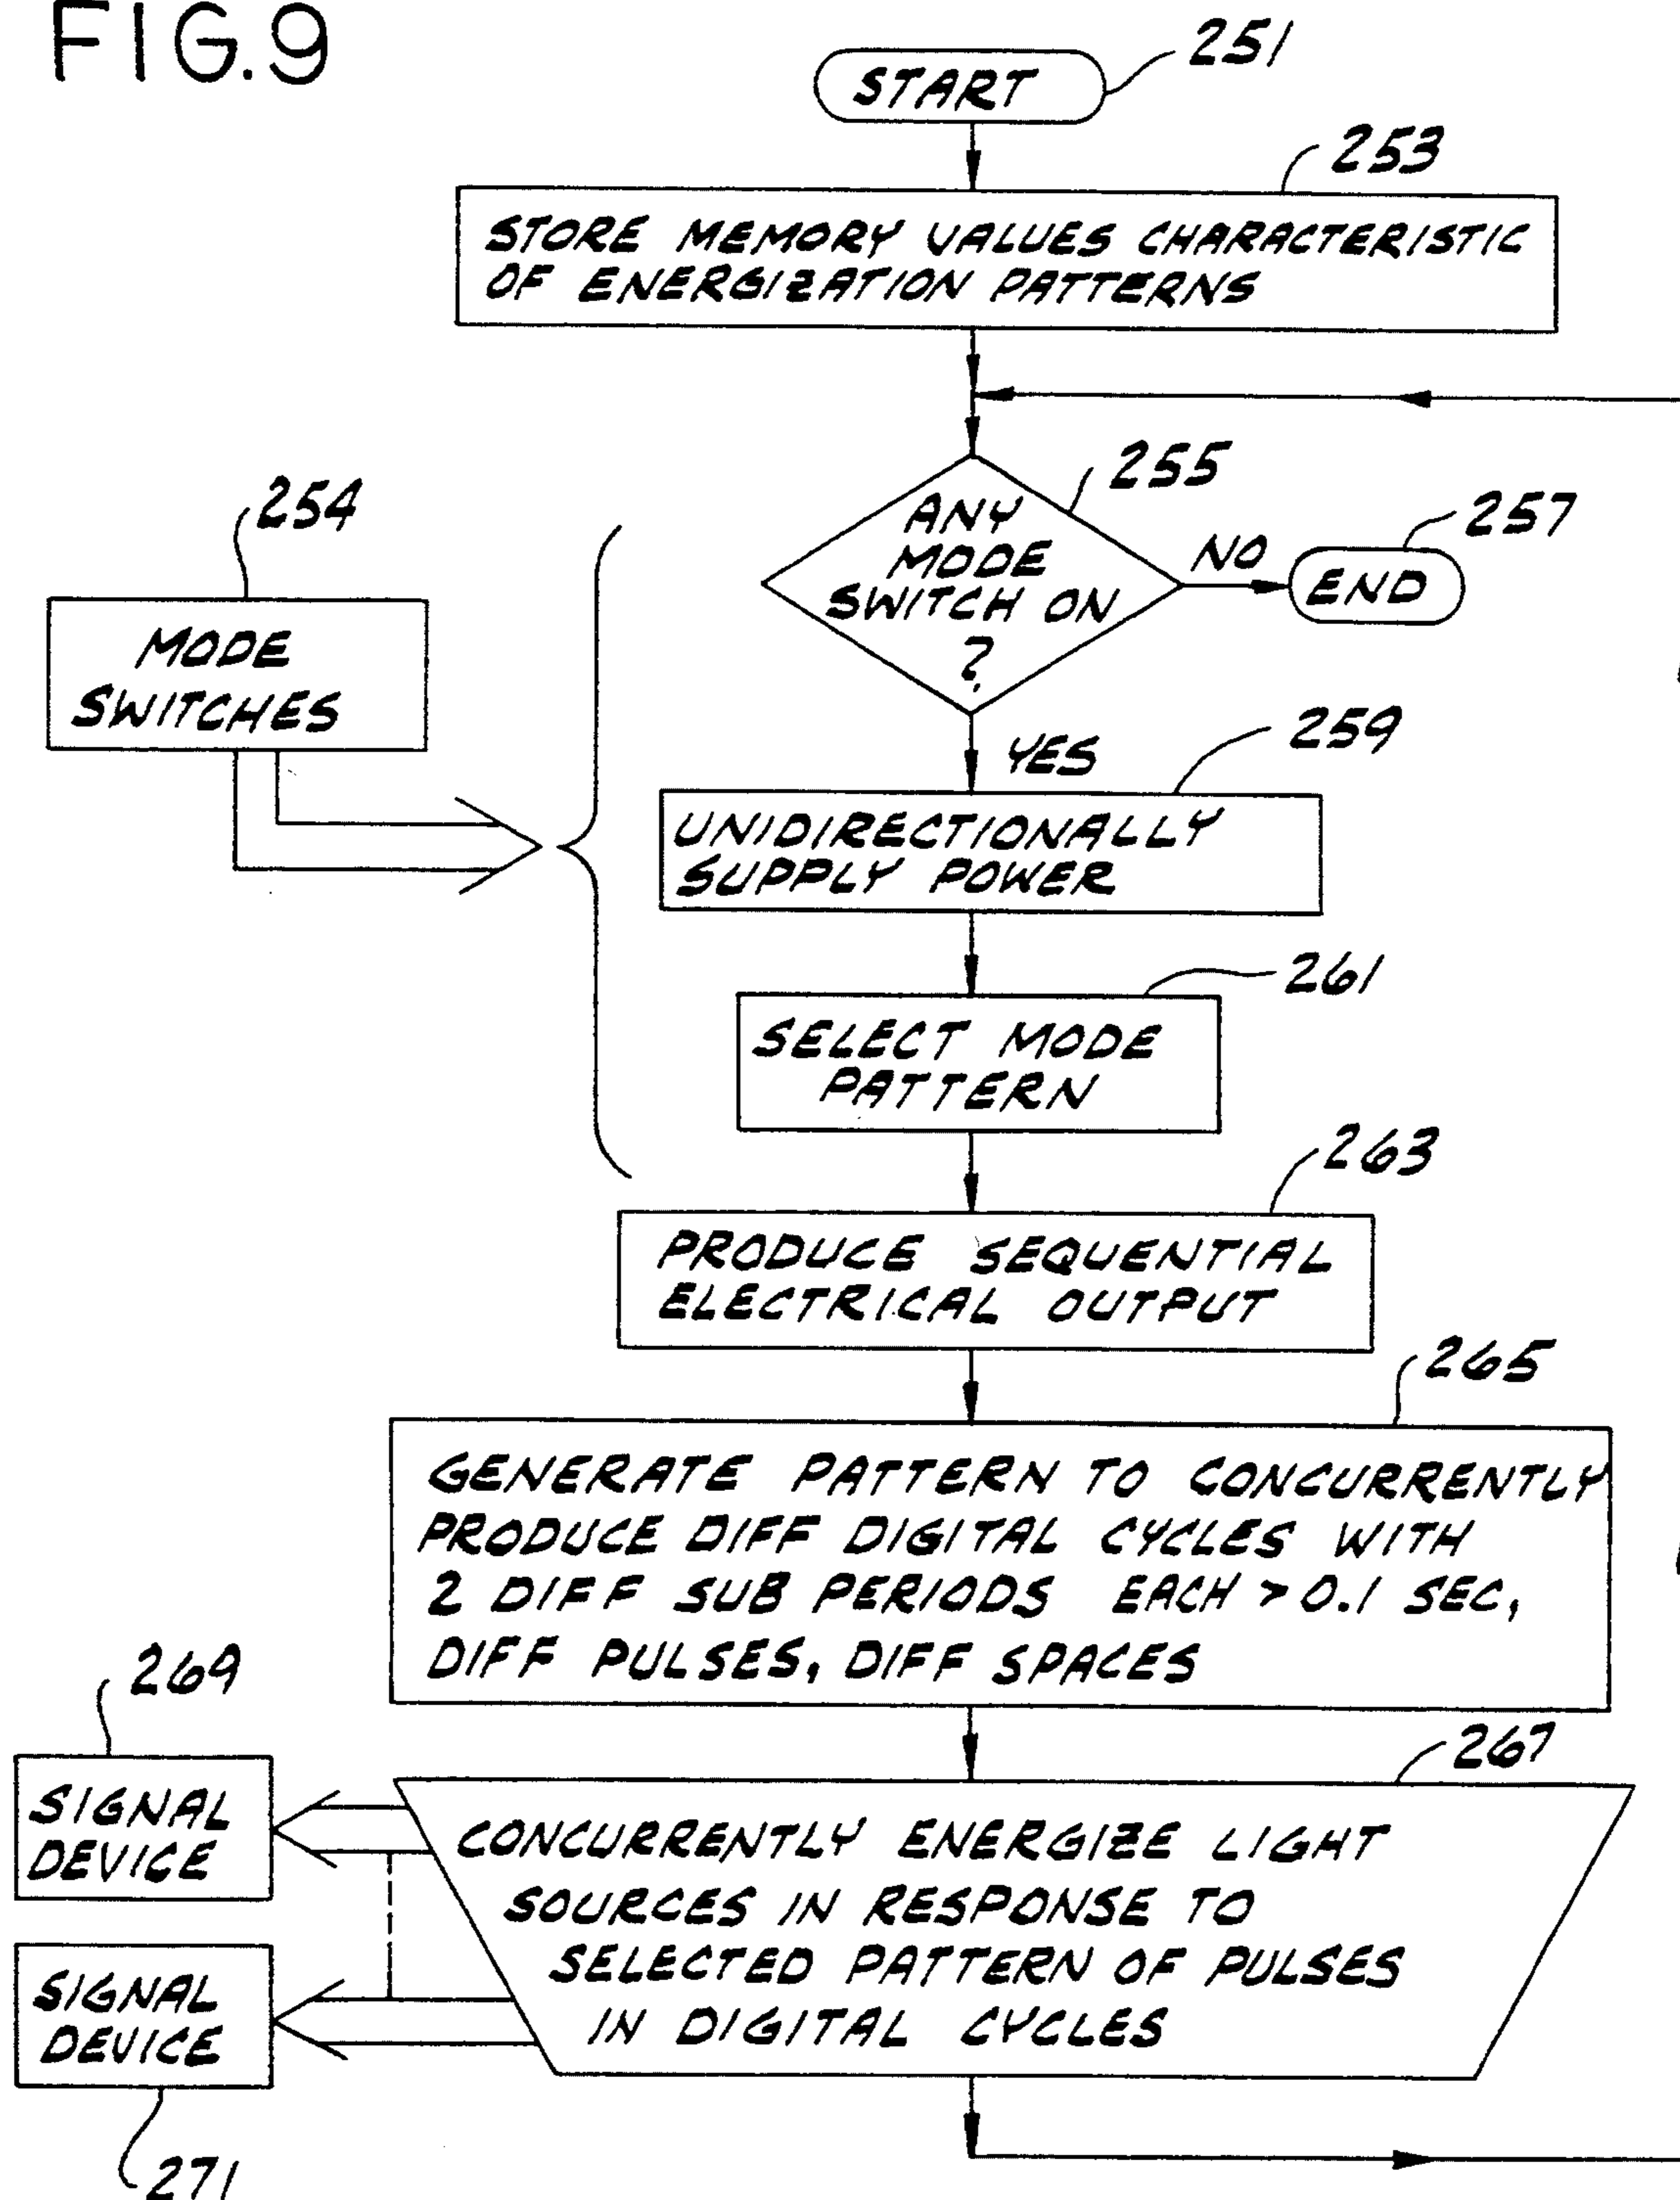 FIG.9
START
251
253
STORE MEMORY VALUES CHARACTERISTIC
OF ENERGIZATION PATTERNS
254
MODE
SWITCHES
255
ANY
MODE
SWITCH ON
?
NO
257
END
YES
259
UNIDIRECTIONALLY
SUPPLY POWER
261
SELECT MODE
PATTERN
263
PRODUCE SEQUENTIAL
ELECTRICAL OUTPUT
265
GENERATE PATTERN TO CONCURRENTLY
PRODUCE DIFF DIGITAL CYCLES WITH
2 DIFF SUB PERIODS EACH > 0.1 SEC,
DIFF PULSES, DIFF SPACES
267
CONCURRENTLY ENERGIZE LIGHT
SOURCES IN RESPONSE TO
SELECTED PATTERN OF PULSES
IN DIGITAL CYCLES
269
SIGNAL
DEVICE
SIGNAL
DEVICE
271